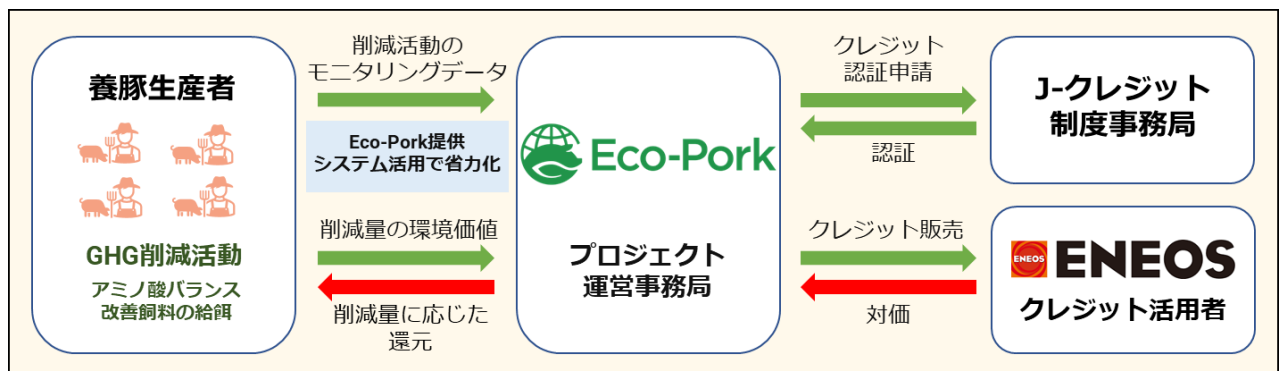 養豚生産者
GHG削減活動
アミノ酸バランス
改善飼料の給餌
削減活動の
モニタリングデータ
Eco-Pork提供
システム活用で省力化
削減量の環境価値
削減量に応じた
還元
Eco-Pork
プロジェクト
運営事務局
クレジット
認証申請
認証
クレジット販売
対価
J-クレジット
制度事務局
ENEOS
ENEOS
クレジット活用者